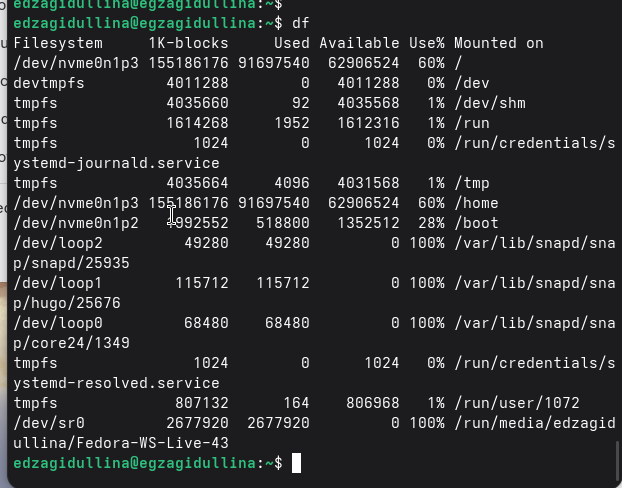 edzagidullina@egzagidullina:~$
edzagidullina@egzagidullina:~$ df
Filesystem     1K-blocks     Used Available Use% Mounted on
/dev/nvme0n1p3 155186176 91697540  62906524  60% /
devtmpfs         4011288        0   4011288   0% /dev
tmpfs            4035660       92   4035568   1% /dev/shm
tmpfs            1614268     1952   1612316   1% /run
tmpfs               1024        0      1024   0% /run/credentials/s
ystemd-journald.service
tmpfs            4035664     4096   4031568   1% /tmp
/dev/nvme0n1p3 155186176 91697540  62906524  60% /home
/dev/nvme0n1p2   1992552   518800   1352512  28% /boot
/dev/loop2         49280    49280         0 100% /var/lib/snapd/sna
p/snapd/25935
/dev/loop1        115712   115712         0 100% /var/lib/snapd/sna
p/hugo/25676
/dev/loop0         68480    68480         0 100% /var/lib/snapd/sna
p/core24/1349
tmpfs               1024        0      1024   0% /run/credentials/s
ystemd-resolved.service
tmpfs             807132      164    806968   1% /run/user/1072
/dev/sr0         2677920  2677920         0 100% /run/media/edzagid
ullina/Fedora-WS-Live-43
edzagidullina@egzagidullina:~$